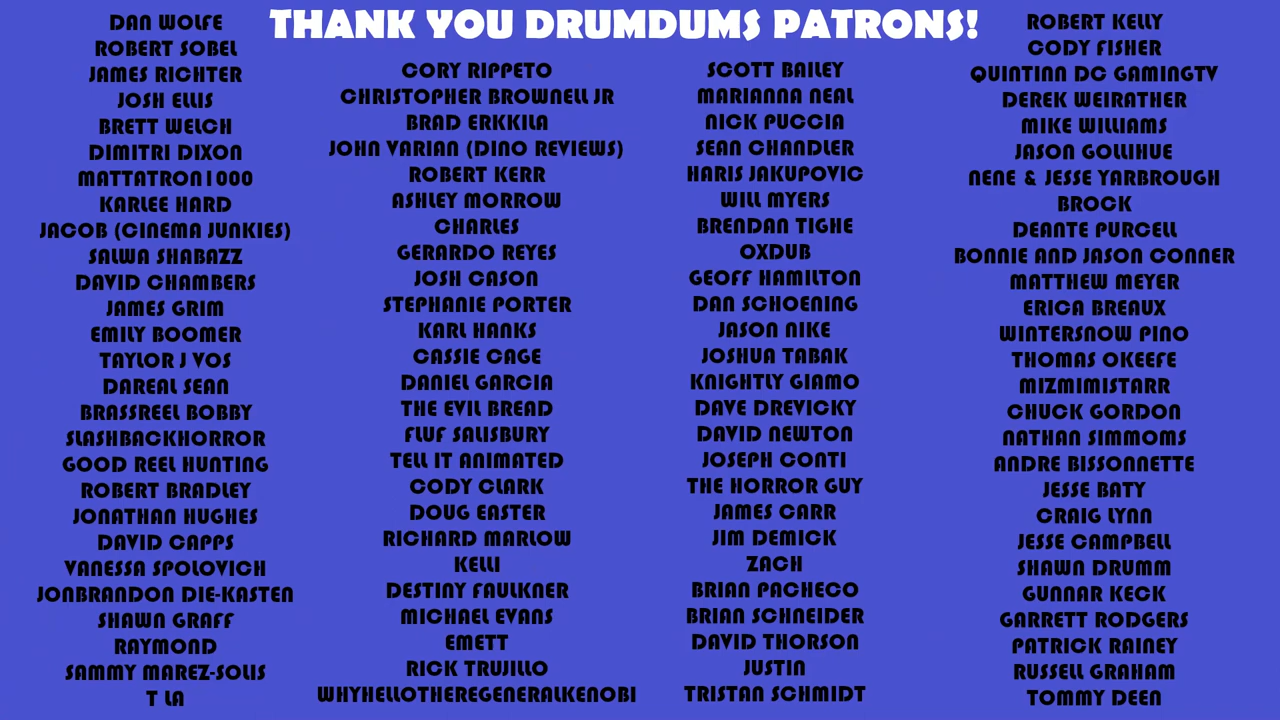 THANK YOU DRUMDUMS PATRONS!
DAN WOLFE
ROBERT SOBEL
JAMES RICHTER
JOSH ELLIS
BRETT WELCH
DIMITRI DIXON
MATTATRON1000
KARLEE HARD
JACOB (CINEMA JUNKIES)
SALWA SHABAZZ
DAVID CHAMBERS
JAMES GRIM
EMILY BOOMER
TAYLOR J VOS
DAREAL SEAN
BRASSREEL BOBBY
SLASHBACKHORROR
GOOD REEL HUNTING
ROBERT BRADLEY
JONATHAN HUGHES
DAVID CAPPS
VANESSA SPOLOVICH
JONBRANDON DIE-KASTEN
SHAWN GRAFF
RAYMOND
SAMMY MAREZ-SOLIS
T LA
CORY RIPPETO
CHRISTOPHER BROWNELL JR
BRAD ERKKILA
JOHN VARIAN (DINO REVIEWS)
ROBERT KERR
ASHLEY MORROW
CHARLES
GERARDO REYES
JOSH CASON
STEPHANIE PORTER
KARL HANKS
CASSIE CAGE
DANIEL GARCIA
THE EVIL BREAD
FLUF SALISBURY
TELL IT ANIMATED
CODY CLARK
DOUG EASTER
RICHARD MARLOW
KELLI
DESTINY FAULKNER
MICHAEL EVANS
EMETT
RICK TRUJILLO
WHYHELLOTHEREGENERALKENOBI
SCOTT BAILEY
MARIANNA NEAL
NICK PUCCIA
SEAN CHANDLER
HARIS JAKUPOVIC
WILL MYERS
BRENDAN TIGHE
OXDUB
GEOFF HAMILTON
DAN SCHOENING
JASON NIKE
JOSHUA TABAK
KNIGHTLY GIAMO
DAVE DREVICKY
DAVID NEWTON
JOSEPH CONTI
THE HORROR GUY
JAMES CARR
JIM DEMICK
ZACH
BRIAN PACHECO
BRIAN SCHNEIDER
DAVID THORSON
JUSTIN
TRISTAN SCHMIDT
ROBERT KELLY
CODY FISHER
QUINTINN DC GAMINGTV
DEREK WEIRATHER
MIKE WILLIAMS
JASON GOLLIHUE
NENE & JESSE YARBROUGH
BROCK
DEANTE PURCELL
BONNIE AND JASON CONNER
MATTHEW MEYER
ERICA BREAUX
WINTERSNOW PINO
THOMAS OKEEFE
MIZMIMISTARR
CHUCK GORDON
NATHAN SIMMOMS
ANDRE BISSONNETTE
JESSE BATY
CRAIG LYNN
JESSE CAMPBELL
SHAWN DRUMM
GUNNAR KECK
GARRETT RODGERS
PATRICK RAINEY
RUSSELL GRAHAM
TOMMY DEEN